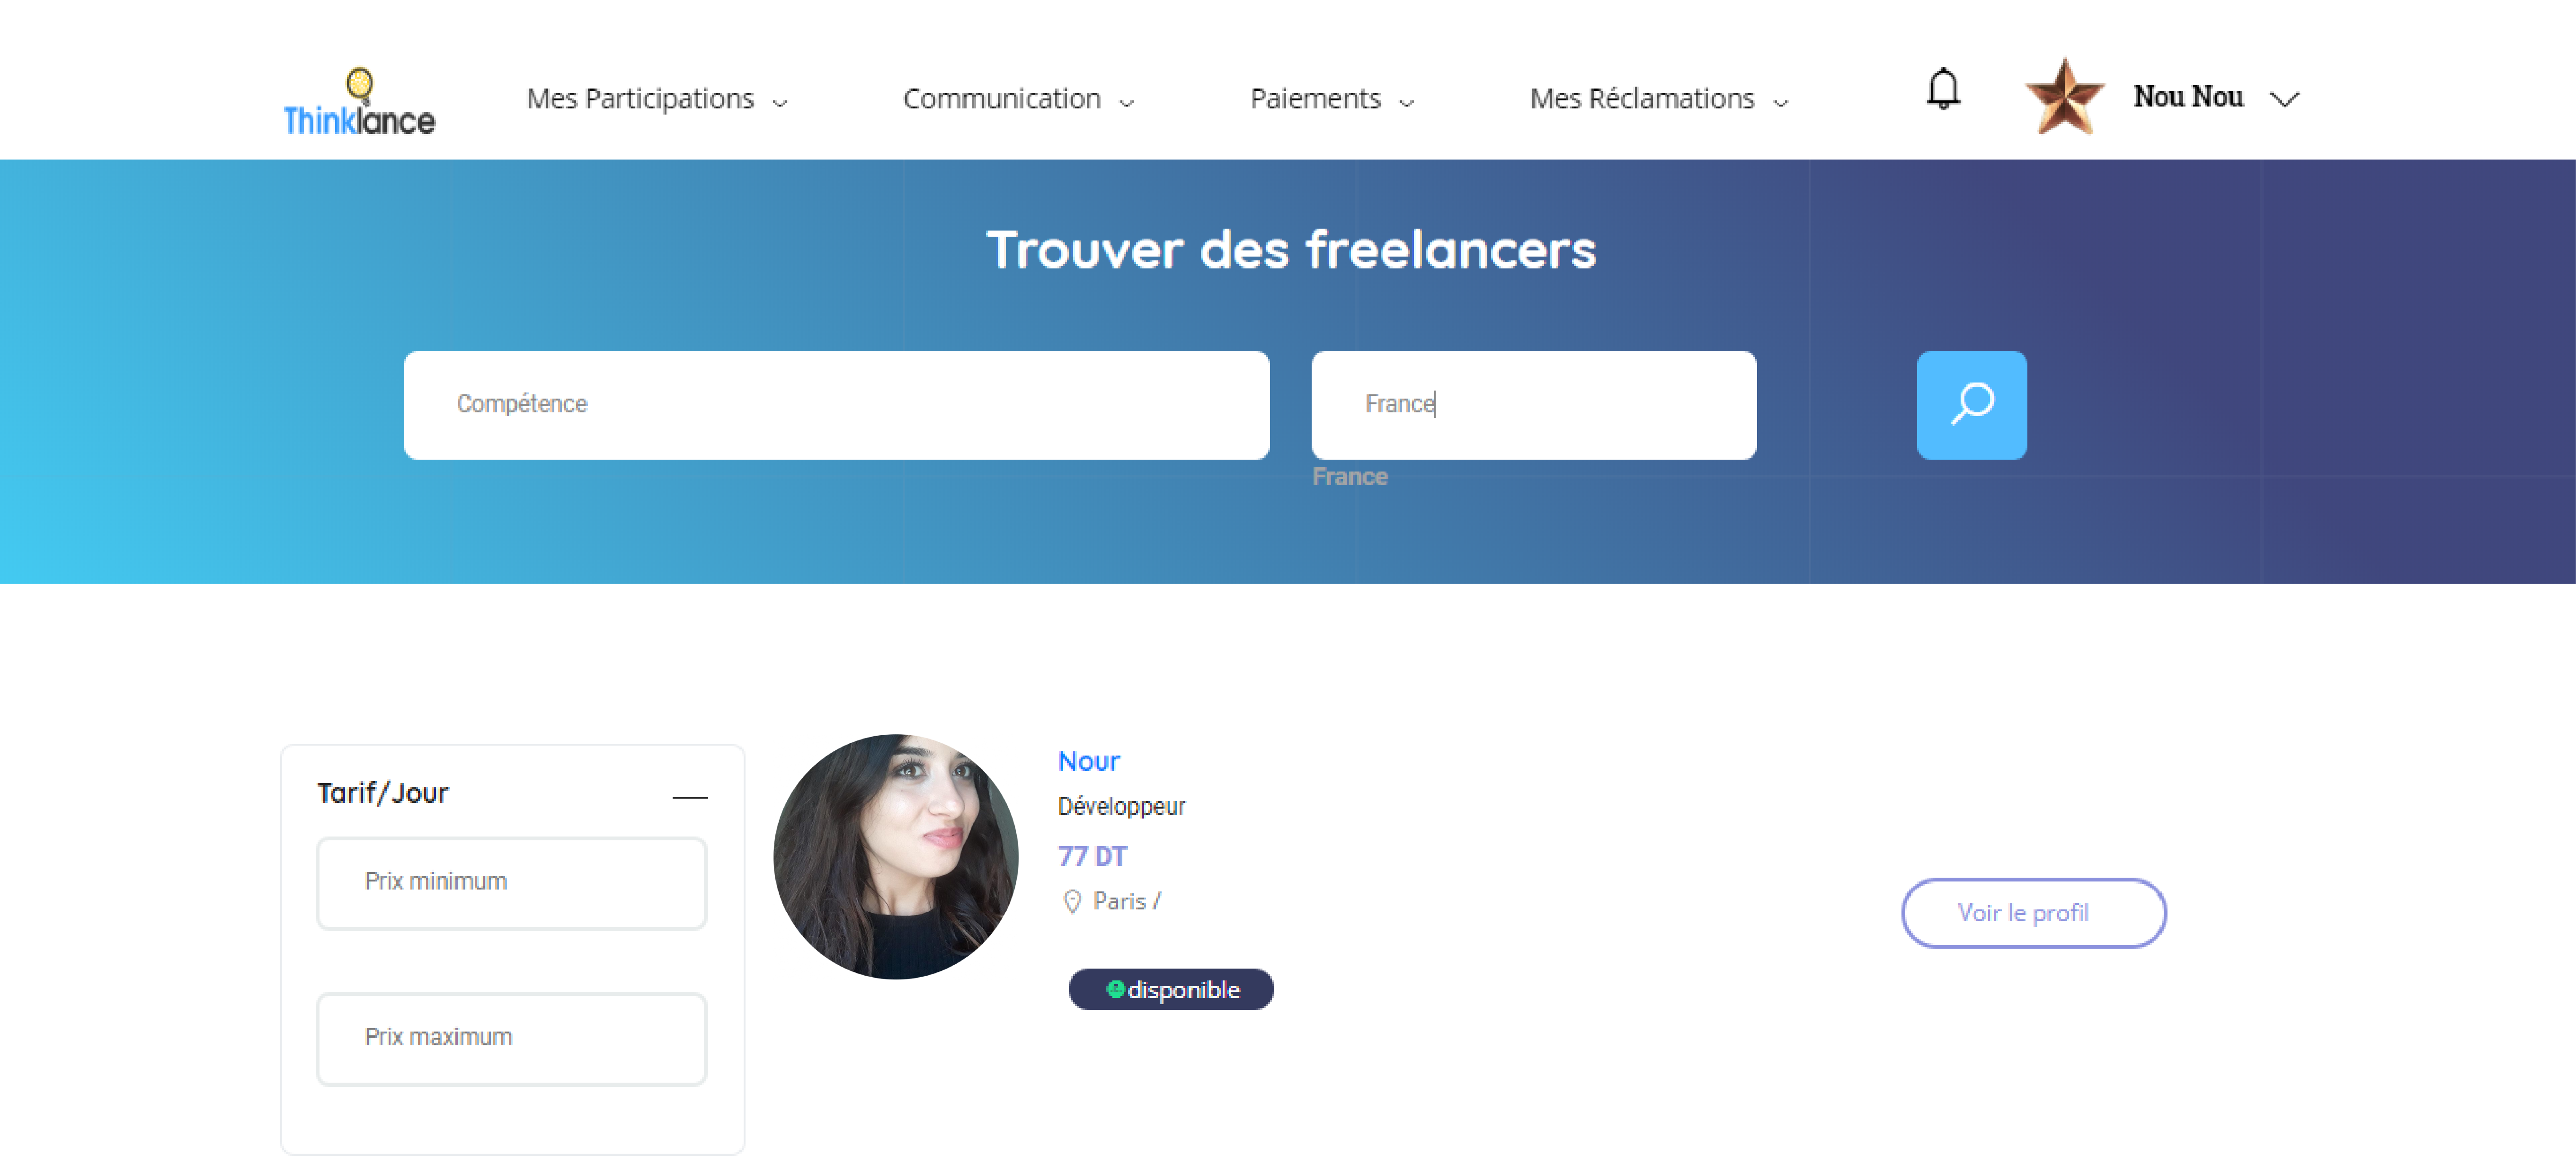 Thinklance
Mes Participations
Communication
Paiements
Mes Réclamations
Nou Nou
Trouver des freelancers
Compétence
France
France
Tarif/Jour
Prix minimum
Prix maximum
Nour
Développeur
77 DT
Paris /
disponible
Voir le profil